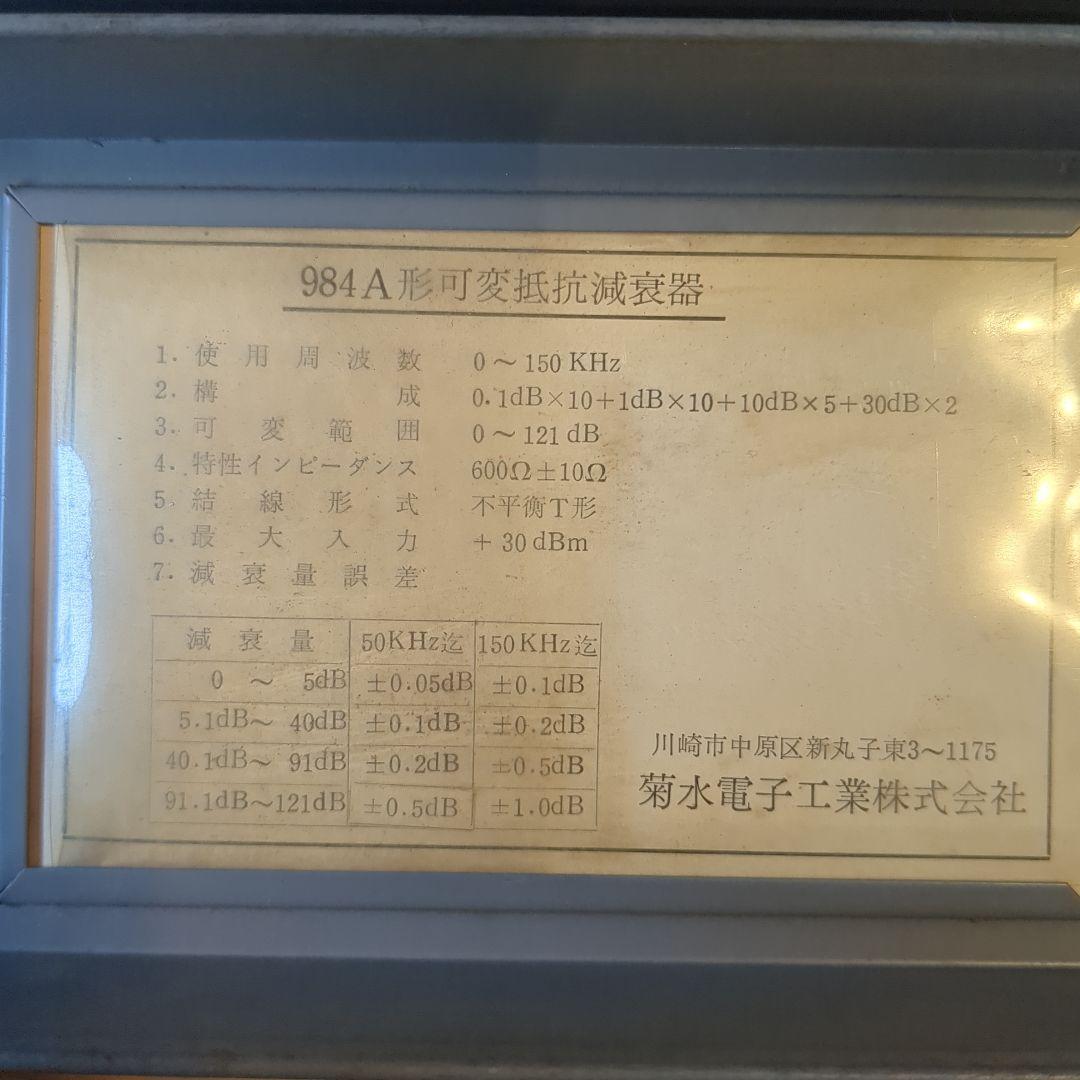 984A形可変抵抗減衰器
1. 使用周波数 0～150KHz
2. 構成 0.1dB×10+1dB×10+10dB×5+30dB×2
3. 可変範囲 0～121dB
4. 特性インピーダンス 600Ω±10Ω
5. 結線形式 不平衡T形
6. 最大入力 +30dBm
7. 減衰量誤差
減衰量 50KHz迄 150KHz迄
0～5dB ±0.05dB ±0.1dB
5.1dB～40dB ±0.1dB ±0.2dB
40.1dB～91dB ±0.2dB ±0.5dB
91.1dB～121dB ±0.5dB ±1.0dB
川崎市中原区新丸子東3～1175
菊水電子工業株式会社